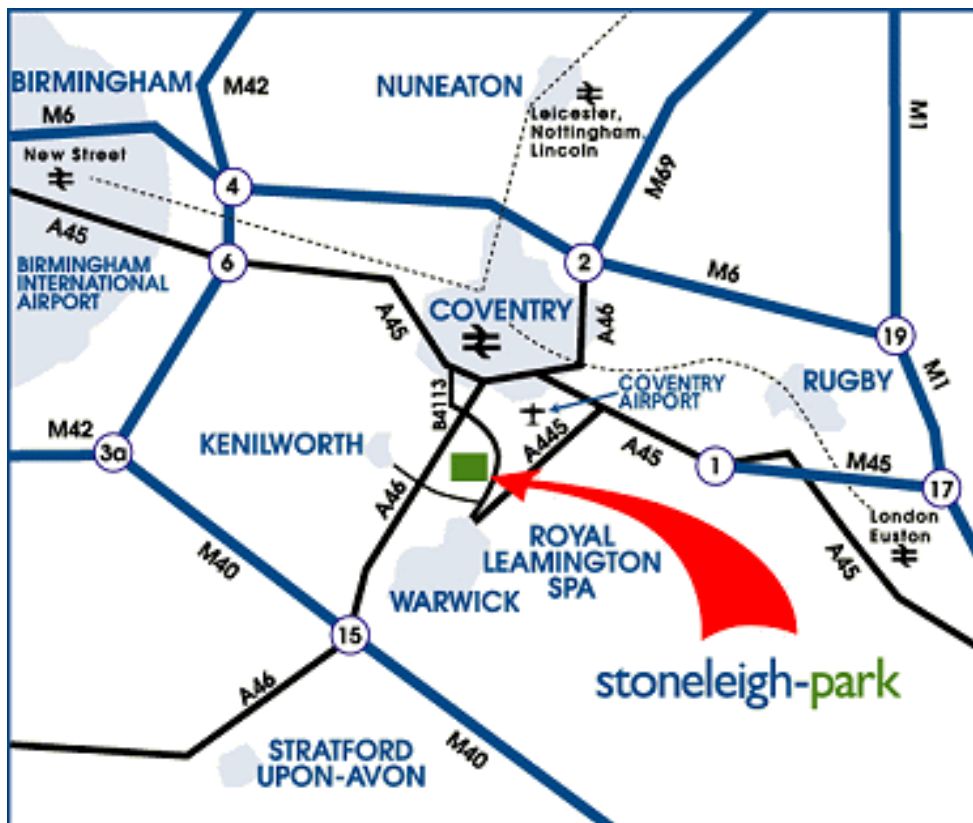 BIRMINGHAM
M42
NUNEATON
M6
New Street
Leicester,
Nottingham,
Lincoln
M69
M1
4
A45
6
BIRMINGHAM
INTERNATIONAL
AIRPORT
2
M6
A45
COVENTRY
A46
19
M1
RUGBY
B4113
COVENTRY
AIRPORT
M42
3a
KENILWORTH
A445
A45
1
M45
17
A46
London
Euston
A45
ROYAL
LEAMINGTON
SPA
M40
WARWICK
15
A46
stoneleigh-park
M40
STRATFORD
UPON-AVON